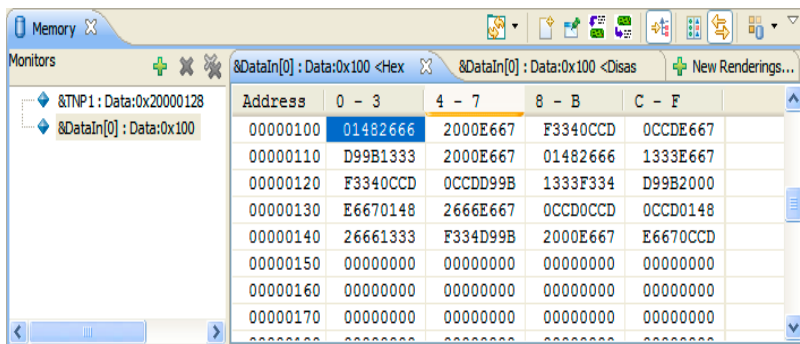 Memory
Monitors
&TNP1 : Data:0x20000128
&DataIn[0] : Data:0x100
&DataIn[0] : Data:0x100 <Hex
&DataIn[0] : Data:0x100 <Disas
New Renderings...
Address 0 - 3 4 - 7 8 - B C - F
00000100 01482666 2000E667 F3340CCD 0CCDE667
00000110 D99B1333 2000E667 01482666 1333E667
00000120 F3340CCD 0CCDD99B 1333F334 D99B2000
00000130 E6670148 2666E667 0CCD0CCD 0CCD0148
00000140 26661333 F334D99B 2000E667 E6670CCD
00000150 00000000 00000000 00000000 00000000
00000160 00000000 00000000 00000000 00000000
00000170 00000000 00000000 00000000 00000000